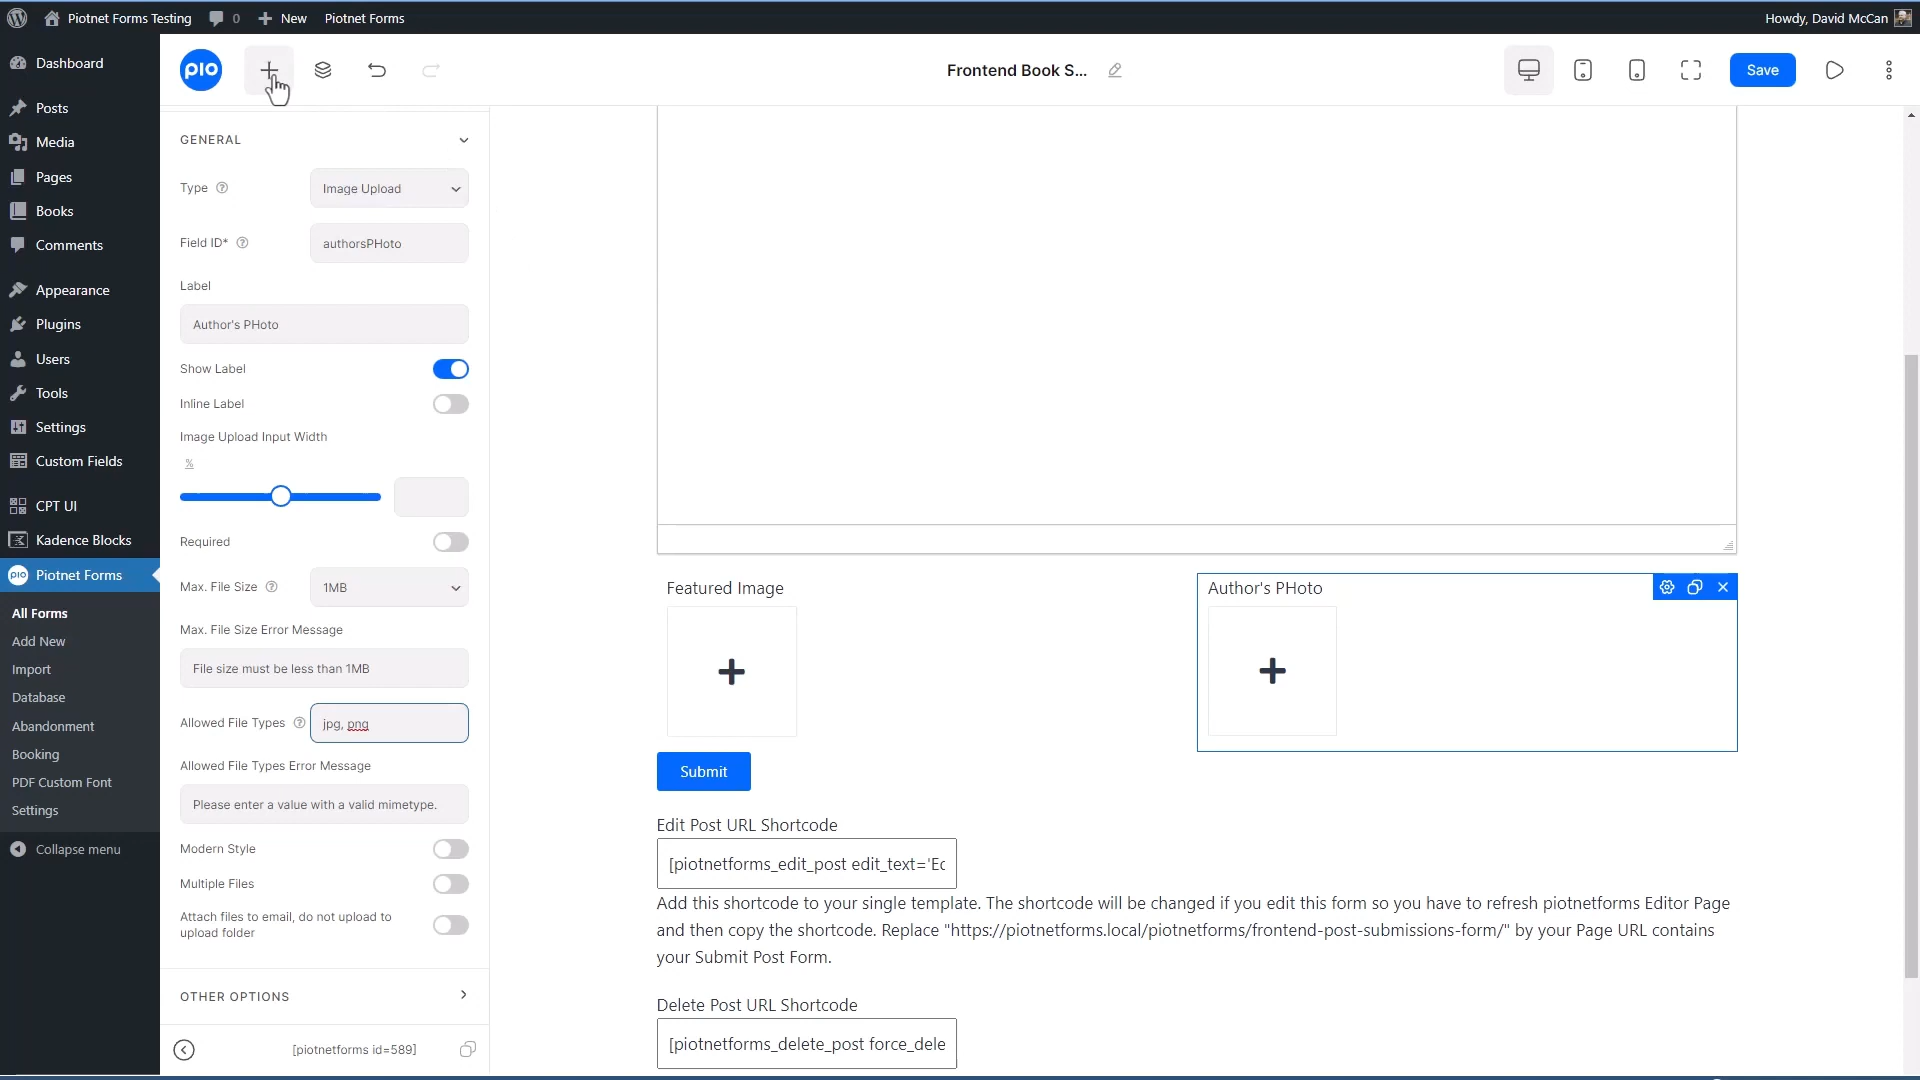 Piotnet Forms Testing
0
New
Piotnet Forms
Howdy, David McCan
Dashboard
Posts
Media
Pages
Books
Comments
Appearance
Plugins
Users
Tools
Settings
Custom Fields
CPT UI
Kadence Blocks
pio
Piotnet Forms
All Forms
Add New
Import
Database
Abandonment
Booking
PDF Custom Font
Settings
Collapse menu
pio
Frontend Book S...
Save
GENERAL
Type
Image Upload
Field ID*
authorsPHoto
Label
Author's PHoto
Show Label
Inline Label
Image Upload Input Width
%
Required
Max. File Size
1MB
Max. File Size Error Message
File size must be less than 1MB
Allowed File Types
jpg, png
Allowed File Types Error Message
Please enter a value with a valid mimetype.
Modern Style
Multiple Files
Attach files to email, do not upload to
upload folder
OTHER OPTIONS
[piotnetforms id=589]
Featured Image
Author's PHoto
Submit
Edit Post URL Shortcode
[piotnetforms_edit_post edit_text='Ec
Add this shortcode to your single template. The shortcode will be changed if you edit this form so you have to refresh piotnetforms Editor Page
and then copy the shortcode. Replace "https://piotnetforms.local/piotnetforms/frontend-post-submissions-form/" by your Page URL contains
your Submit Post Form.
Delete Post URL Shortcode
[piotnetforms_delete_post force_dele